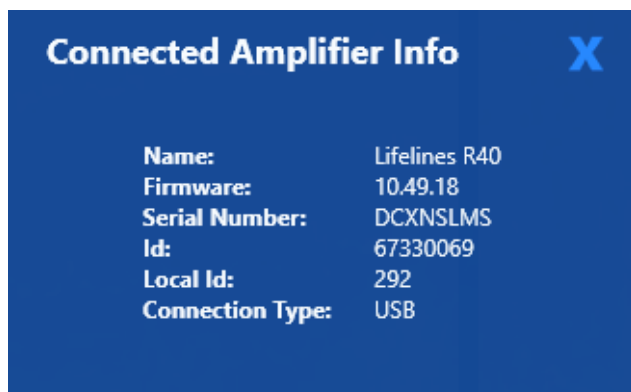 Connected Amplifier Info X
Name: Lifelines R40
Firmware: 10.49.18
Serial Number: DCXNSLMS
Id: 67330069
Local Id: 292
Connection Type: USB